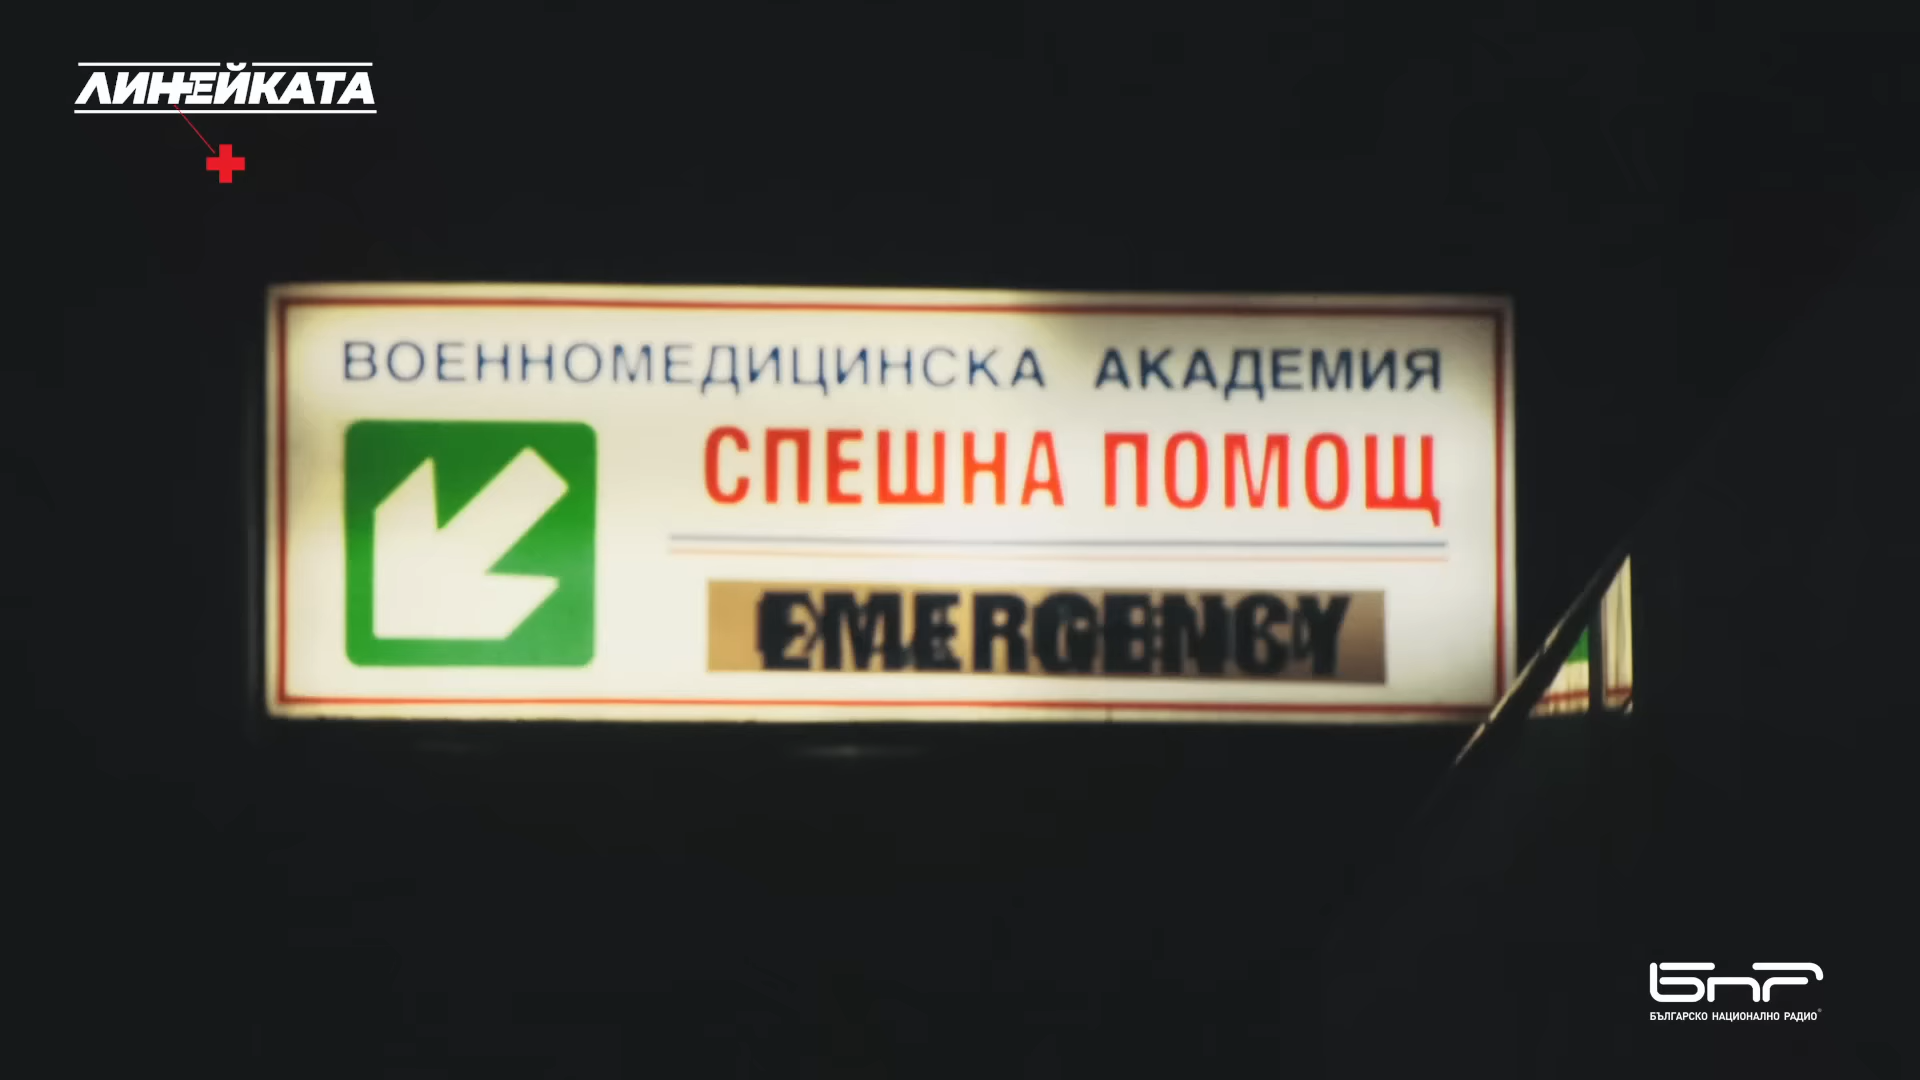 ЛИНЕЙКАТА
ВОЕННОМЕДИЦИНСКА АКАДЕМИЯ
СПЕШНА ПОМОЩ
EMERGENCY
БНР
БЪЛГАРСКО НАЦИОНАЛНО РАДИО